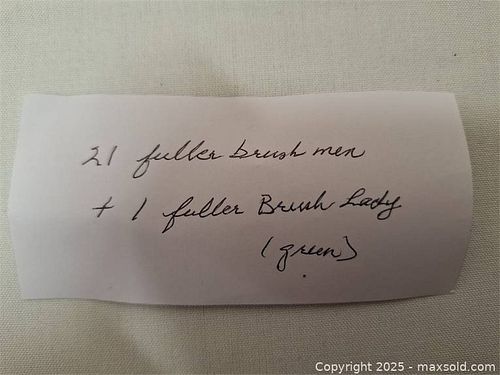 21 fuller brush men
+ 1 fuller Brush Lady
(green)
Copyright 2025 - maxsold.com